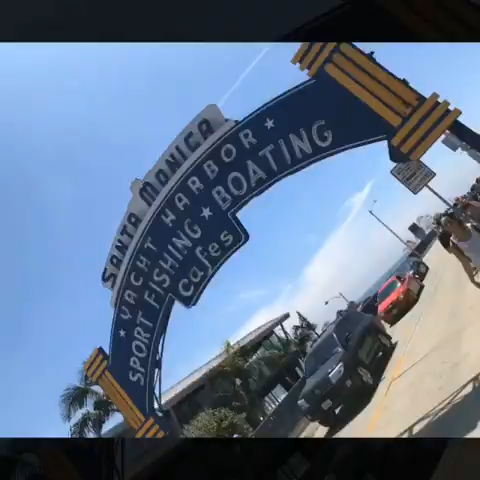 SANTA MONICA
★ YACHT HARBOR ★
SPORT FISHING ★ BOATING
Cafes